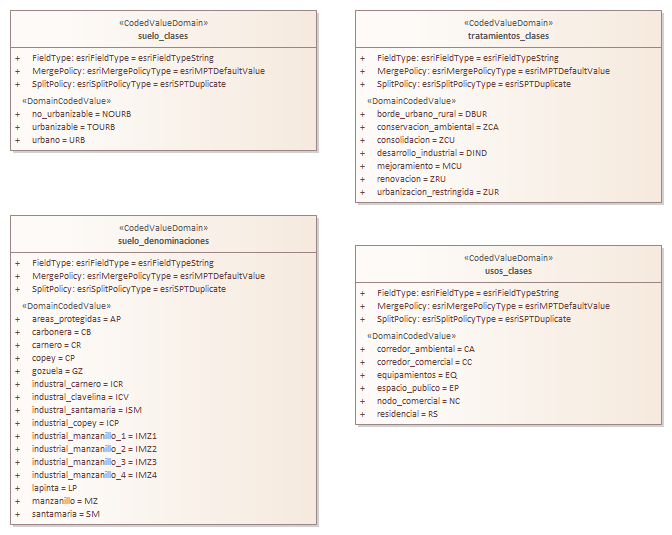 «CodedValueDomain»
suelo_clases
+ FieldType: esriFieldType = esriFieldTypeString
+ MergePolicy: esriMergePolicyType = esriMPTDefaultValue
+ SplitPolicy: esriSplitPolicyType = esriSPTDuplicate
«DomainCodedValue»
+ no_urbanizable = NOURB
+ urbanizable = TOURB
+ urbano = URB
«CodedValueDomain»
tratamientos_clases
+ FieldType: esriFieldType = esriFieldTypeString
+ MergePolicy: esriMergePolicyType = esriMPTDefaultValue
+ SplitPolicy: esriSplitPolicyType = esriSPTDuplicate
«DomainCodedValue»
+ borde_urbano_rural = DBUR
+ conservacion_ambiental = ZCA
+ consolidacion = ZCU
+ desarrollo_industrial = DIND
+ mejoramiento = MCU
+ renovacion = ZRU
+ urbanizacion_restringida = ZUR
«CodedValueDomain»
suelo_denominaciones
+ FieldType: esriFieldType = esriFieldTypeString
+ MergePolicy: esriMergePolicyType = esriMPTDefaultValue
+ SplitPolicy: esriSplitPolicyType = esriSPTDuplicate
«DomainCodedValue»
+ areas_protegidas = AP
+ carbonera = CB
+ carnero = CR
+ copey = CP
+ gozuela = GZ
+ industral_carnero = ICR
+ industral_clavelina = ICV
+ industral_santamaria = ISM
+ industrial_copey = ICP
+ industrial_manzanillo_1 = IMZ1
+ industrial_manzanillo_2 = IMZ2
+ industrial_manzanillo_3 = IMZ3
+ industrial_manzanillo_4 = IMZ4
+ lapinta = LP
+ manzanillo = MZ
+ santamaria = SM
«CodedValueDomain»
usos_clases
+ FieldType: esriFieldType = esriFieldTypeString
+ MergePolicy: esriMergePolicyType = esriMPTDefaultValue
+ SplitPolicy: esriSplitPolicyType = esriSPTDuplicate
«DomainCodedValue»
+ corredor_ambiental = CA
+ corredor_comercial = CC
+ equipamientos = EQ
+ espacio_publico = EP
+ nodo_comercial = NC
+ residencial = RS